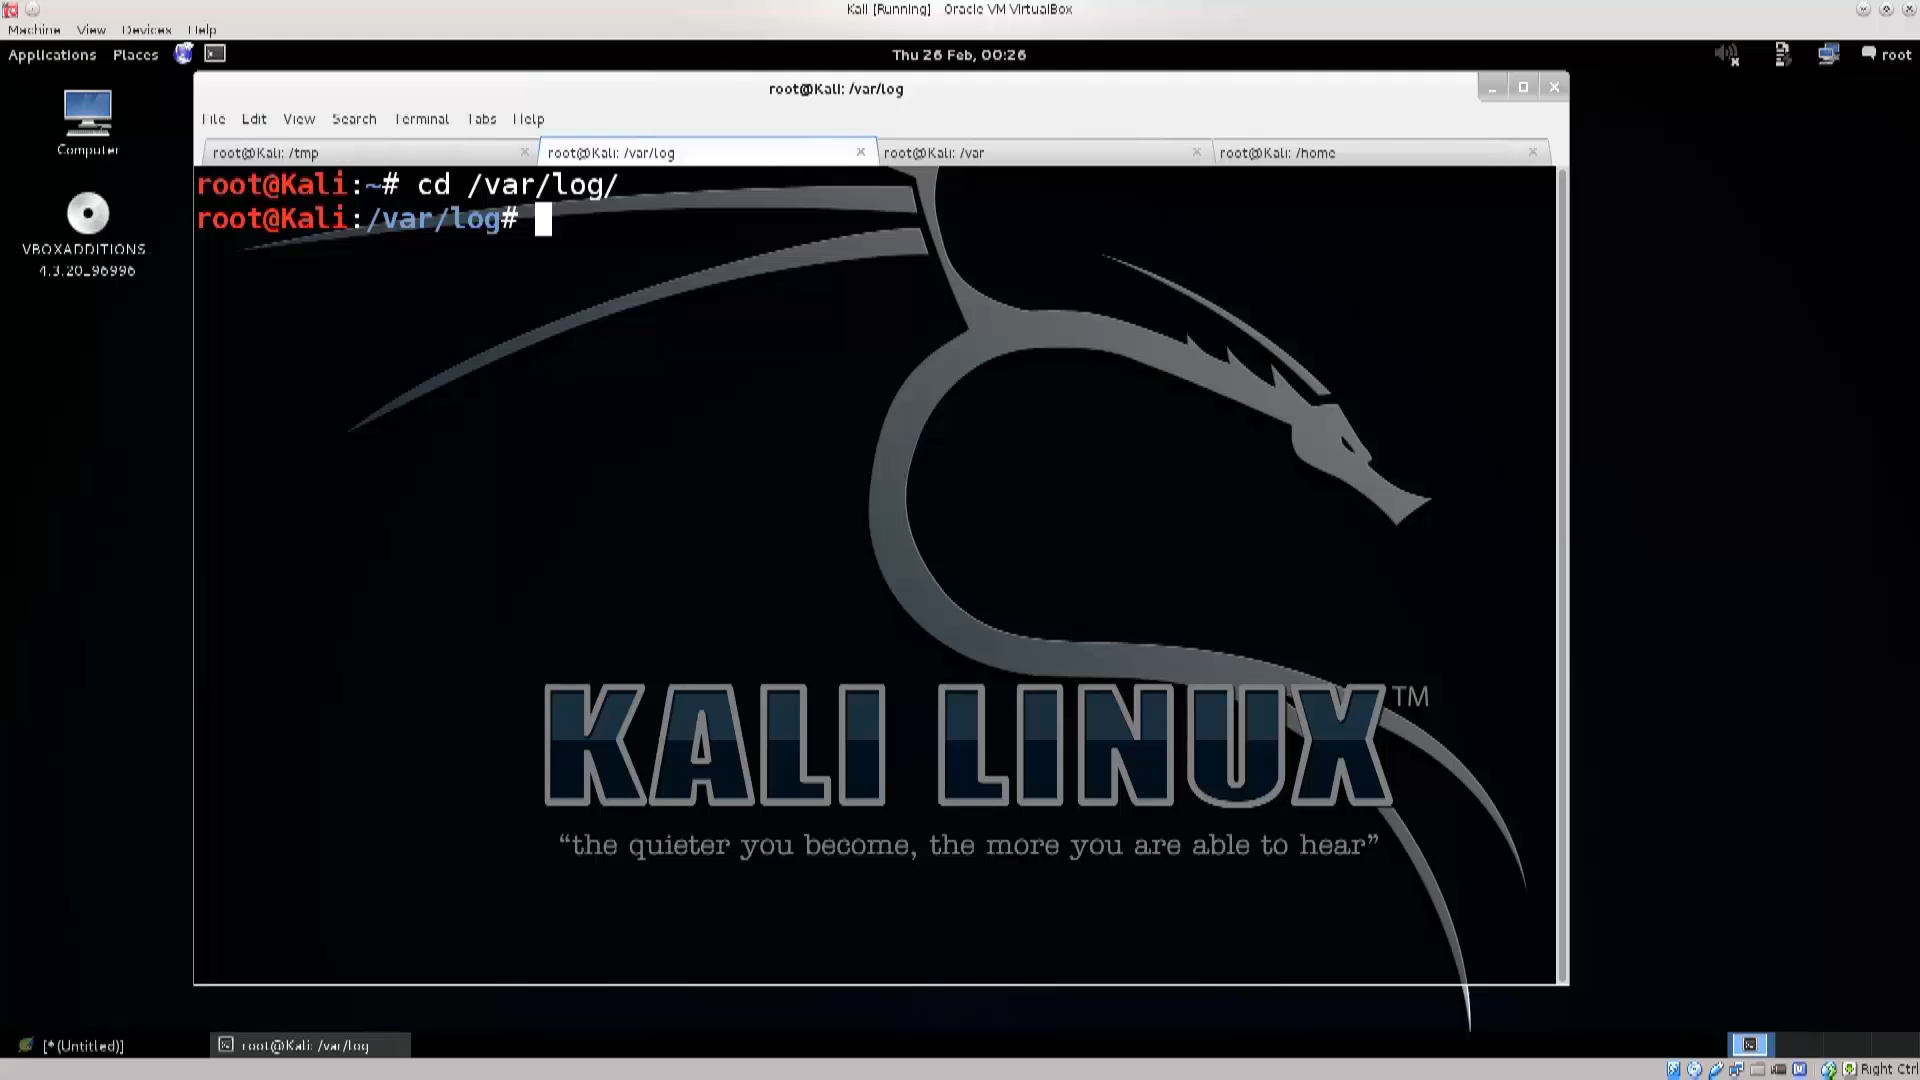 Kali [Running] - Oracle VM VirtualBox
Machine View Devices Help
Applications Places Thu 26 Feb, 00:26 root
root@Kali: /var/log
File Edit View Search Terminal Tabs Help
root@Kali: /tmp root@Kali: /var/log root@Kali: /var root@Kali: /home
root@Kali:~# cd /var/log/
root@Kali:/var/log#
Computer
VBOXADDITIONS_
4.3.20_96996
KALI LINUX™
“the quieter you become, the more you are able to hear”
[*(Untitled)] root@Kali: /var/log
Right Ctrl